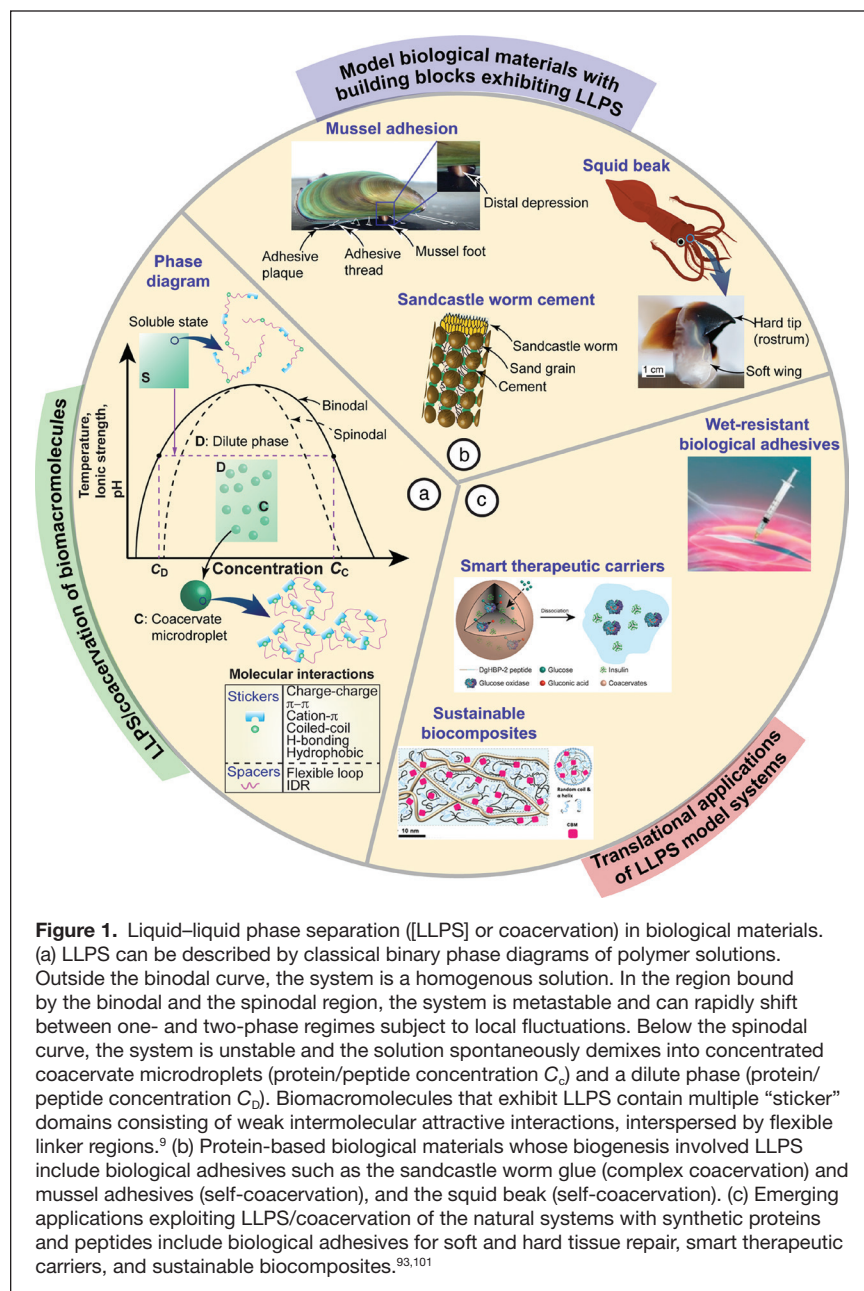 Model biological materials with
building blocks exhibiting LLPS
Mussel adhesion
Distal depression
Adhesive
plaque
Adhesive
thread
Mussel foot
Squid beak
Hard tip
(rostrum)
Soft wing
1 cm
Sandcastle worm cement
Sandcastle worm
Sand grain
Cement
b
LLPS/coacervation of biomacromolecules
Phase
diagram
Soluble state
S
Binodal
Spinodal
D: Dilute phase
Temperature,
Ionic strength,
pH
D
C
C_D
Concentration
C_C
C: Coacervate
microdroplet
Molecular interactions
Stickers
Charge-charge
π–π
Cation-π
Coiled-coil
H-bonding
Hydrophobic
Spacers
Flexible loop
IDR
a
c
Wet-resistant
biological adhesives
Smart therapeutic carriers
Dissociation
DgHBP-2 peptide
Glucose
Insulin
Glucose oxidase
Gluconic acid
Coacervates
Sustainable
biocomposites
10 nm
Random coil &
α helix
CBM
Translational applications
of LLPS model systems
Figure 1. Liquid–liquid phase separation ([LLPS] or coacervation) in biological materials.
(a) LLPS can be described by classical binary phase diagrams of polymer solutions.
Outside the binodal curve, the system is a homogenous solution. In the region bound
by the binodal and the spinodal region, the system is metastable and can rapidly shift
between one- and two-phase regimes subject to local fluctuations. Below the spinodal
curve, the system is unstable and the solution spontaneously demixes into concentrated
coacervate microdroplets (protein/peptide concentration C_c) and a dilute phase (protein/
peptide concentration C_D). Biomacromolecules that exhibit LLPS contain multiple “sticker”
domains consisting of weak intermolecular attractive interactions, interspersed by flexible
linker regions.⁹ (b) Protein-based biological materials whose biogenesis involved LLPS
include biological adhesives such as the sandcastle worm glue (complex coacervation) and
mussel adhesives (self-coacervation), and the squid beak (self-coacervation). (c) Emerging
applications exploiting LLPS/coacervation of the natural systems with synthetic proteins
and peptides include biological adhesives for soft and hard tissue repair, smart therapeutic
carriers, and sustainable biocomposites.⁹³,¹⁰¹